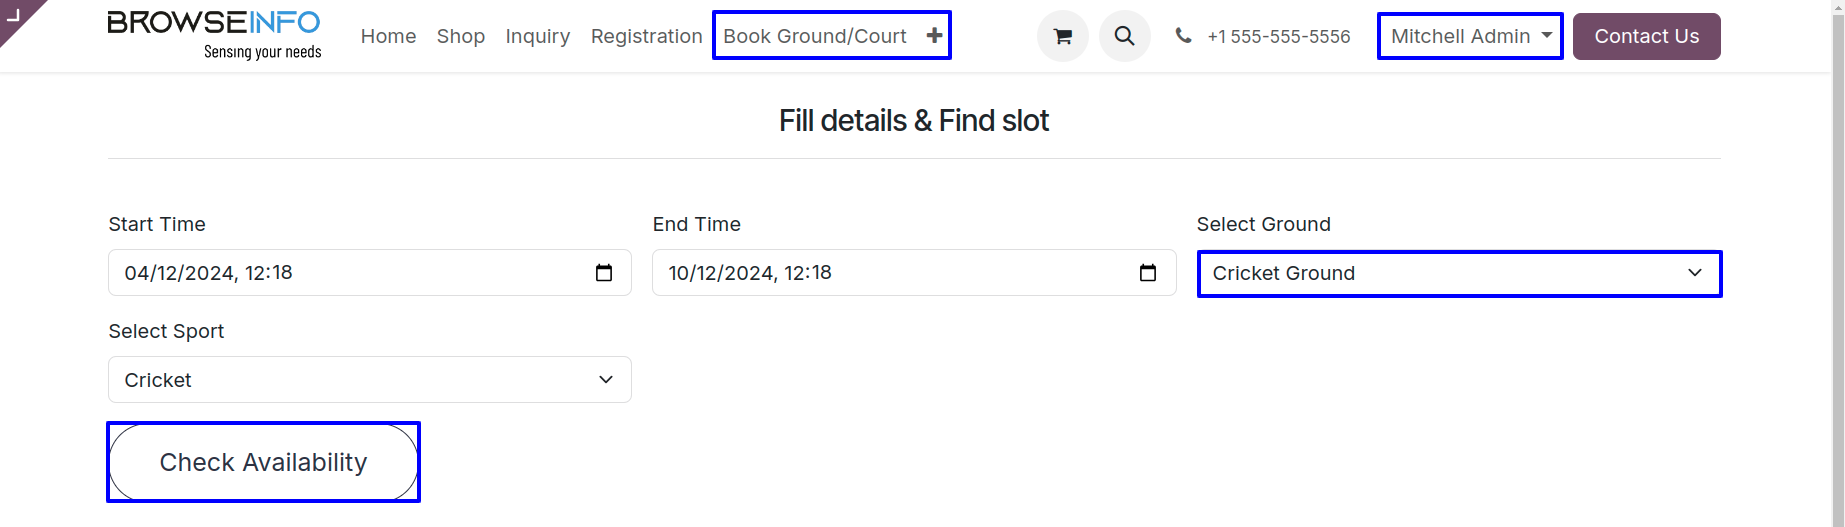 BROWSEINFO
Sensing your needs
Home Shop Inquiry Registration Book Ground/Court + +1 555-555-5556 Mitchell Admin Contact Us
Fill details & Find slot
Start Time End Time Select Ground
04/12/2024, 12:18 10/12/2024, 12:18 Cricket Ground
Select Sport
Cricket
Check Availability